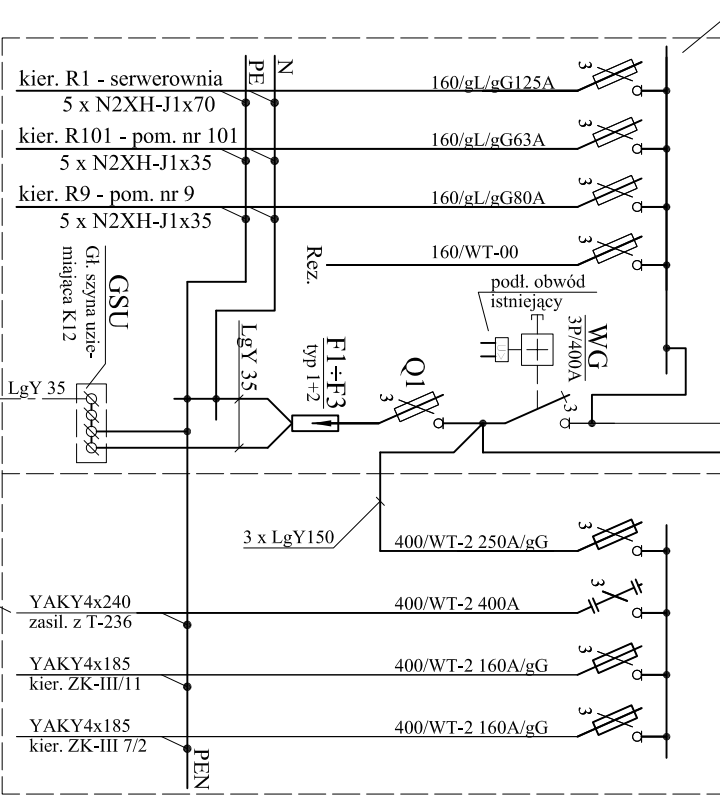 PE
N
kier. R1 - serwerownia
160/gL/gG125A
3
5 x N2XH-J1x70
kier. R101 - pom. nr 101
160/gL/gG63A
3
5 x N2XH-J1x35
kier. R9 - pom. nr 9
160/gL/gG80A
3
5 x N2XH-J1x35
160/WT-00
3
Rez.
podł. obwód
istniejący
GSU
Gł. szyna uzie-
miająca K12
LgY 35
LgY 35
F1÷F3
typ 1+2
Q1
3
WG
3P/400A
3
3 x LgY150
400/WT-2 250A/gG
3
YAKY4x240
400/WT-2 400A
3
zasil. z T-236
YAKY4x185
400/WT-2 160A/gG
3
kier. ZK-III/11
YAKY4x185
400/WT-2 160A/gG
3
kier. ZK-III 7/2
PEN